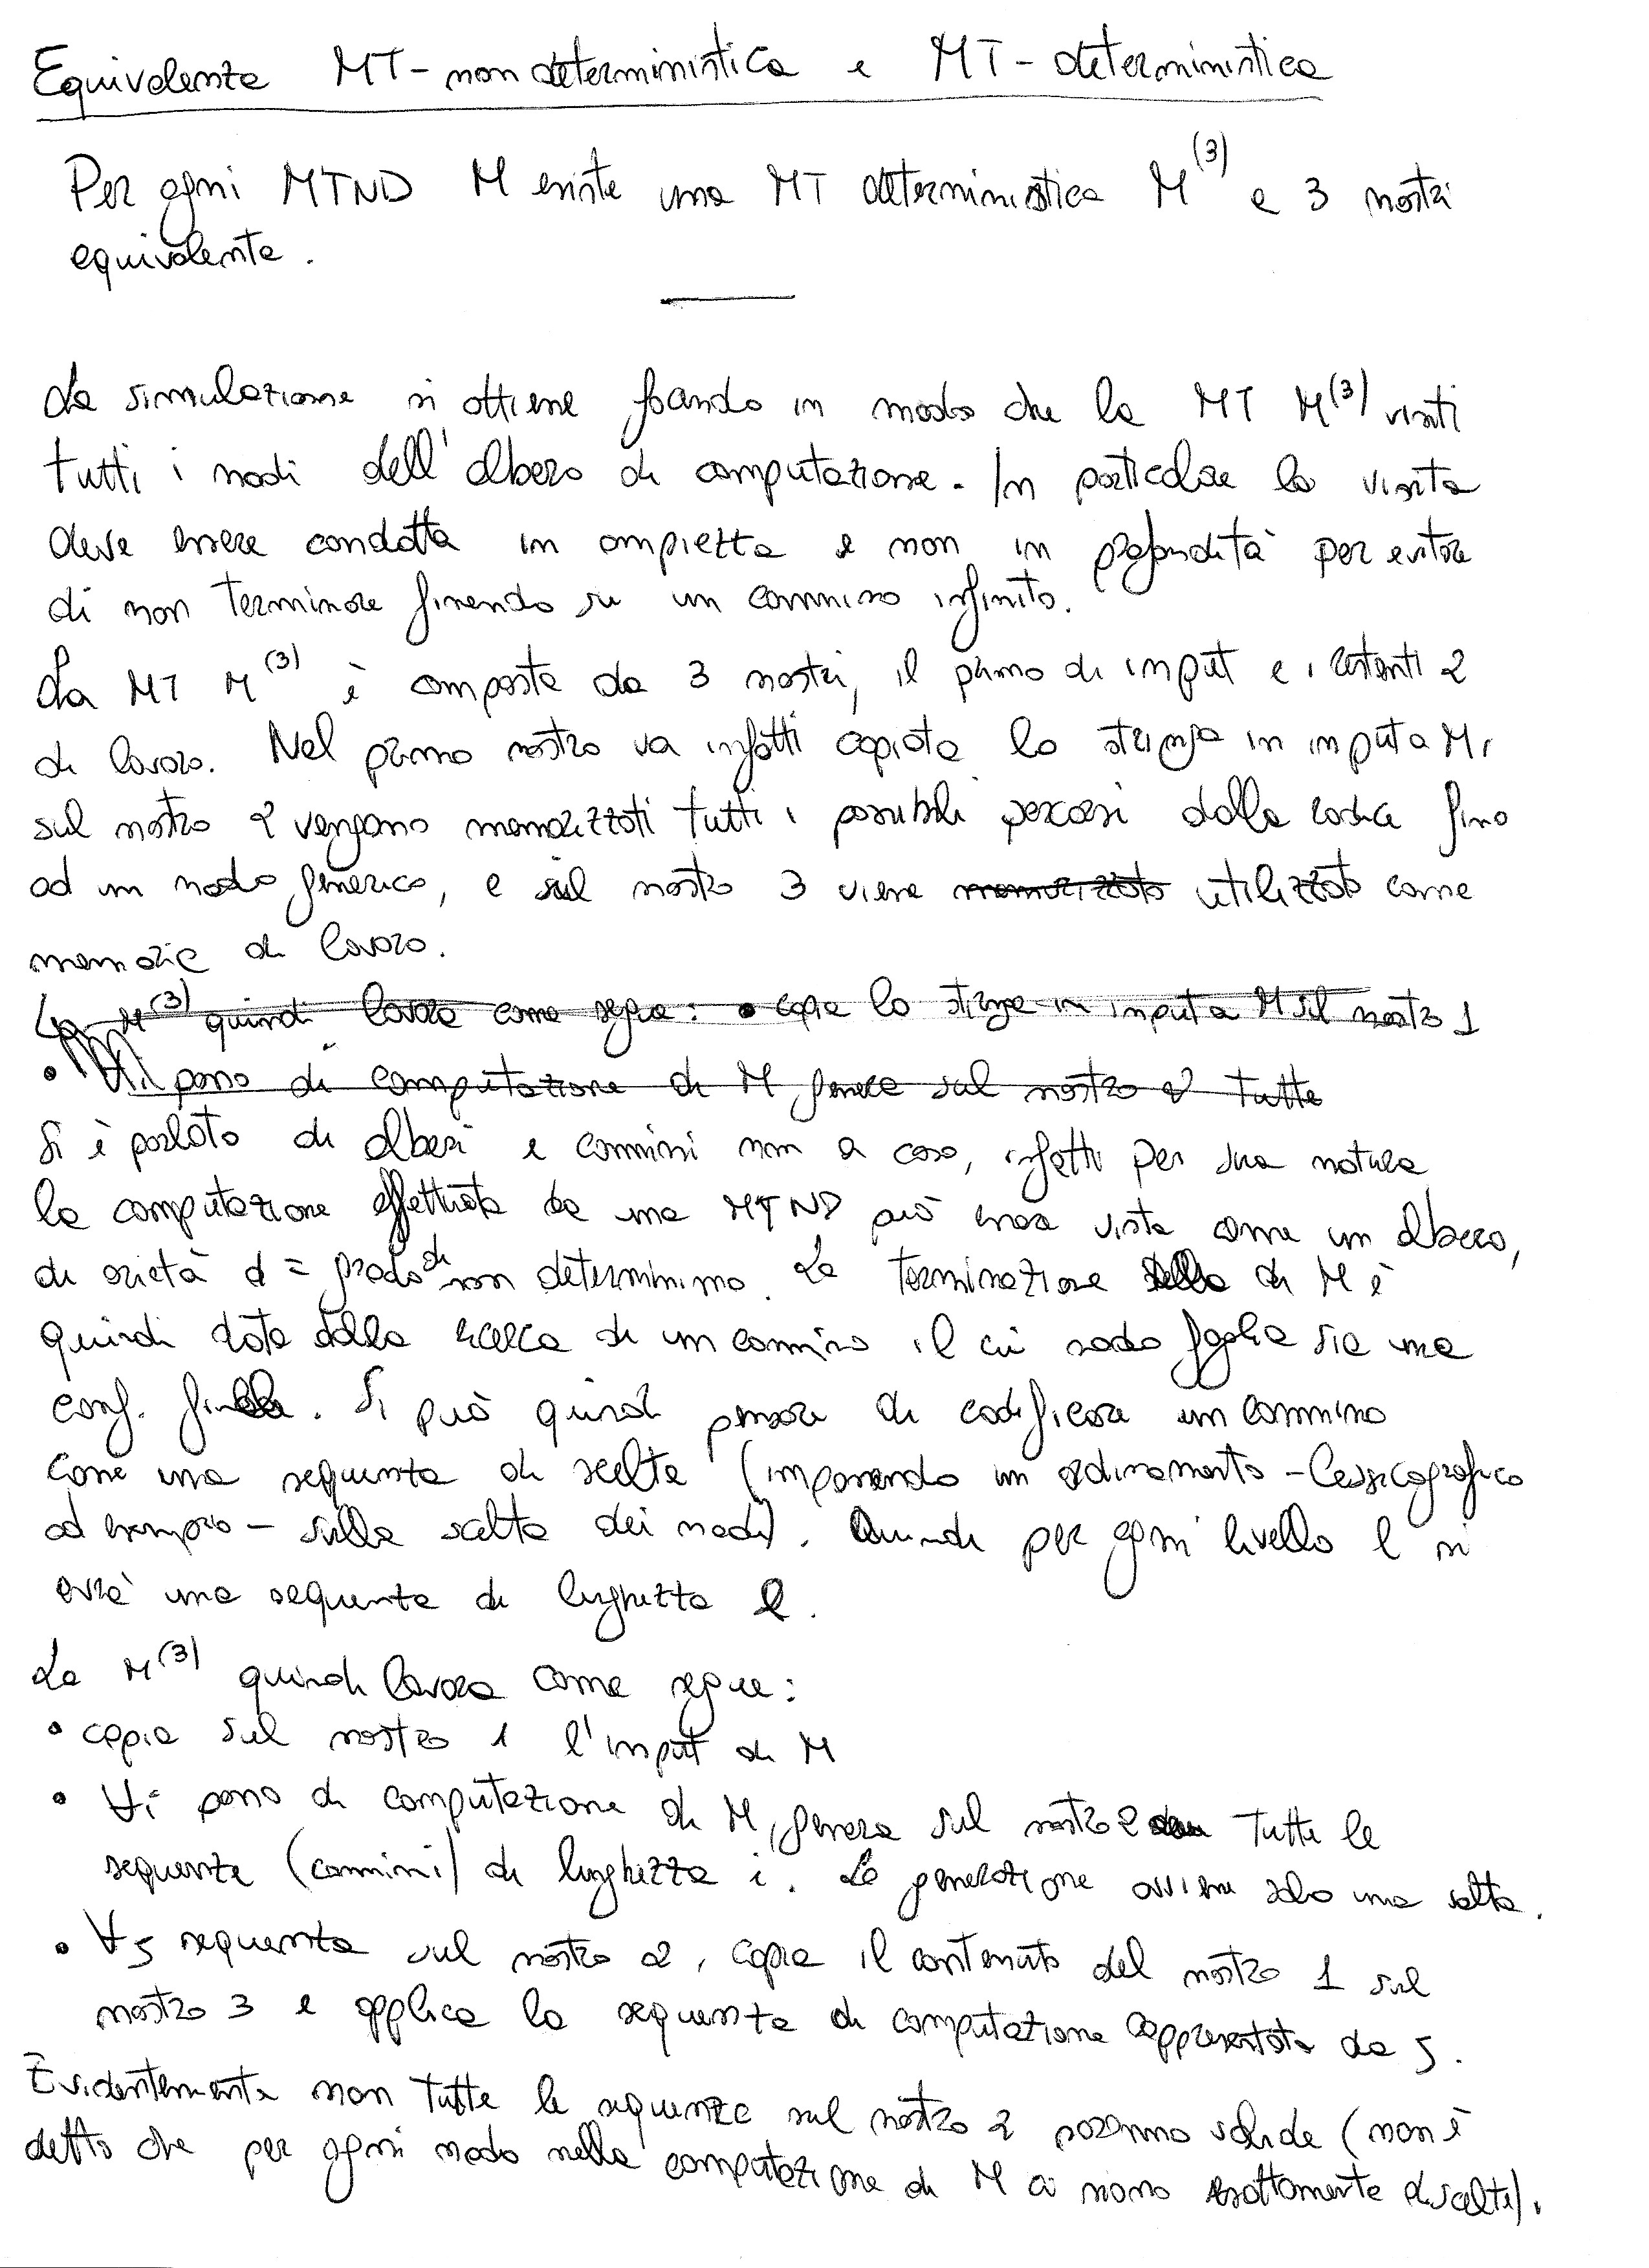 Equivalenza MT-non deterministica e MT-deterministica
Per ogni MTND M esiste una MT deterministica M^(3) a 3 nastri
equivalente.
La simulazione si ottiene facendo in modo che la MT M^(3) visiti
tutti i nodi dell'albero di computazione. In particolare la visita
deve essere condotta in ampiezza e non in profondità per evitare
di non terminare finendo su un cammino infinito.
La MT M^(3) è composta da 3 nastri, il primo di input e i restanti 2
di lavoro. Nel primo nastro va infatti copiata la stringa in input a M,
sul nastro 2 vengono memorizzati tutti i possibili percorsi dalla radice fino
ad un nodo generico, e sul nastro 3 viene memorizzato utilizzato come
memoria di lavoro.
La M^(3) quindi lavora come segue: • copia la stringa in input a M sul nastro 1
• ∀i passo di computazione di M genera sul nastro 2 tutte
Si è parlato di alberi e cammini non a caso, infatti per sua natura
la computazione effettuata da una MTND può essere vista come un albero,
di arietà d = grado di non determinismo. La terminazione della di M è
quindi data dalla ricerca di un cammino il cui nodo foglia sia una
conf. finale. Si può quindi pensare di codificare un cammino
come una sequenza di scelte (imponendo un ordinamento - lessicografico
ad esempio - sulla scelta dei nodi). Quindi per ogni livello l si
avrà una sequenza di lunghezza l.
La M^(3) quindi lavora come segue:
• copia sul nastro 1 l'input di M
• ∀i passo di computazione di M, genera sul nastro 2 tutte le
sequenze (cammini) di lunghezza i. La generazione avviene solo una volta.
• ∀s sequenza sul nastro 2, copia il contenuto del nastro 1 sul
nastro 3 e applica la sequenza di computazione rappresentata da s.
Evidentemente non tutte le sequenze sul nastro 2 saranno valide (non è
detto che per ogni nodo nella computazione di M ci siano esattamente d scelte).